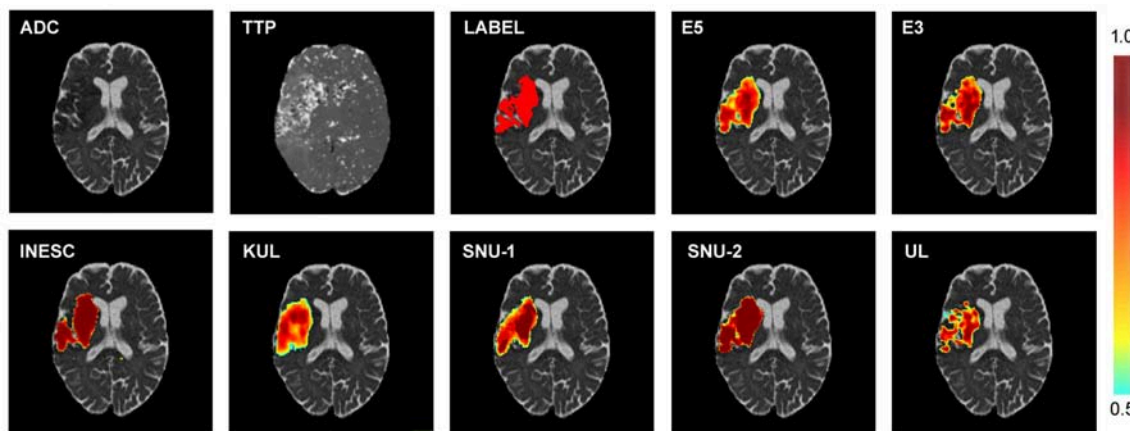 ADC
TTP
LABEL
E5
E3
1.0
INESC
KUL
SNU-1
SNU-2
UL
0.5